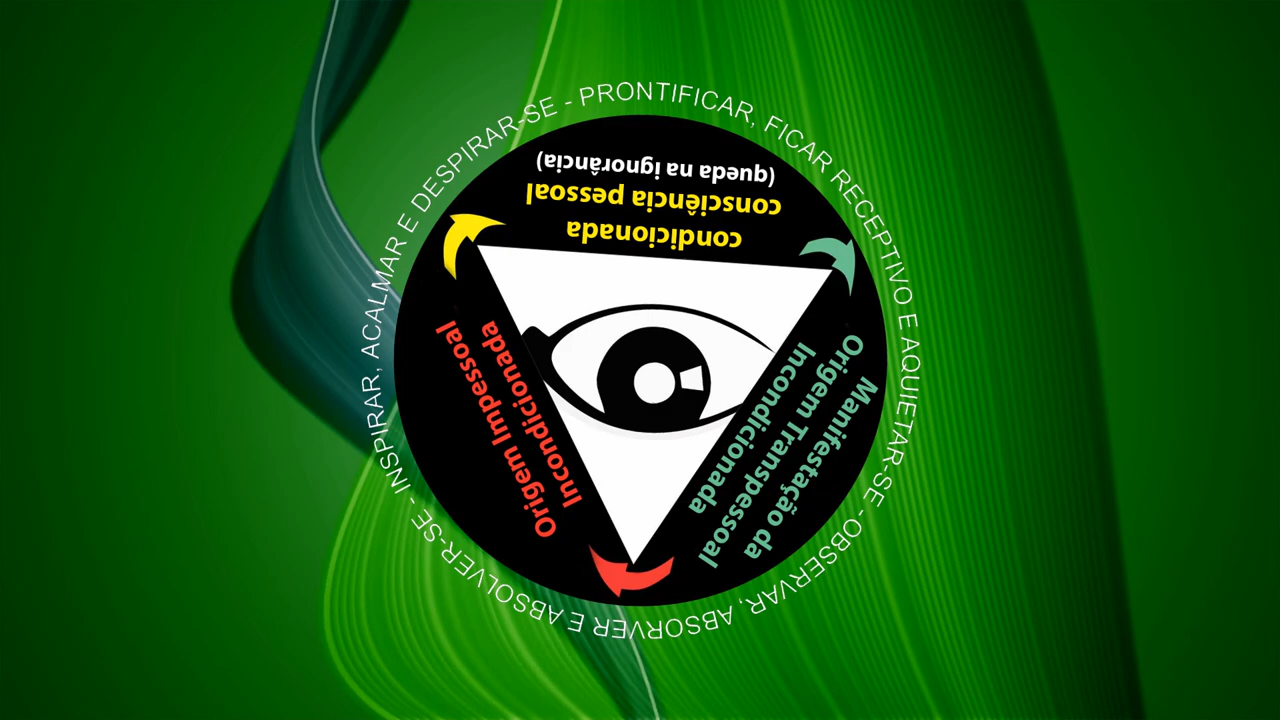 INSPIRAR, ACALMAR E DESPIRAR-SE - PRONTIFICAR, FICAR RECEPTIVO E AQUIETAR-SE - OBSERVAR, ABSORVER E ABSOLVER-SE -
condicionada
consciência pessoal
(queda na ignorância)
Manifestação da
Origem Transpessoal
Incondicionada
Origem Impessoal
Incondicionada